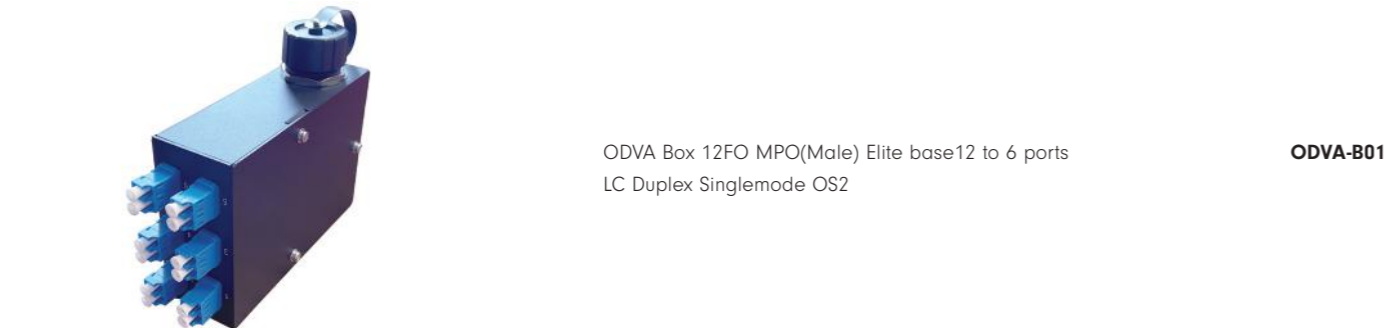 ODVA Box 12FO MPO(Male) Elite base12 to 6 ports
LC Duplex Singlemode OS2
ODVA-B01